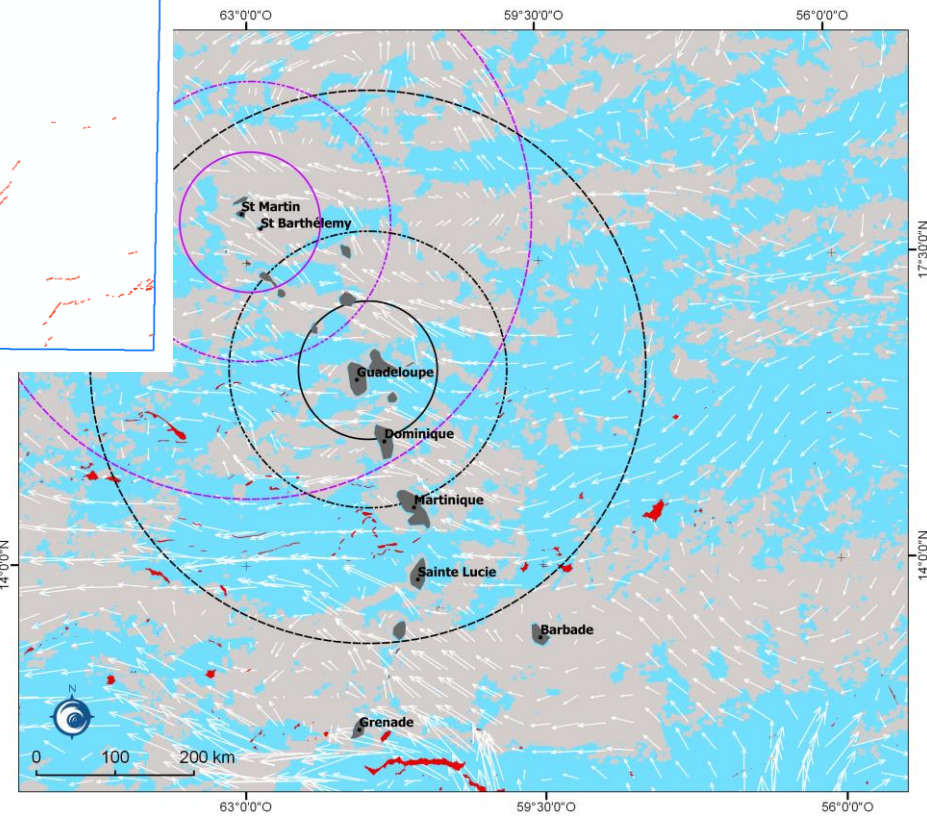 63°0'0"O 59°30'0"O 56°0'0"O
St Martin
St Barthélemy
17°30'0"N
Guadeloupe
Dominique
Martinique
14°0'0"N 14°0'0"N
Sainte Lucie
Barbade
N
Grenade
0 100 200 km
63°0'0"O 59°30'0"O 56°0'0"O